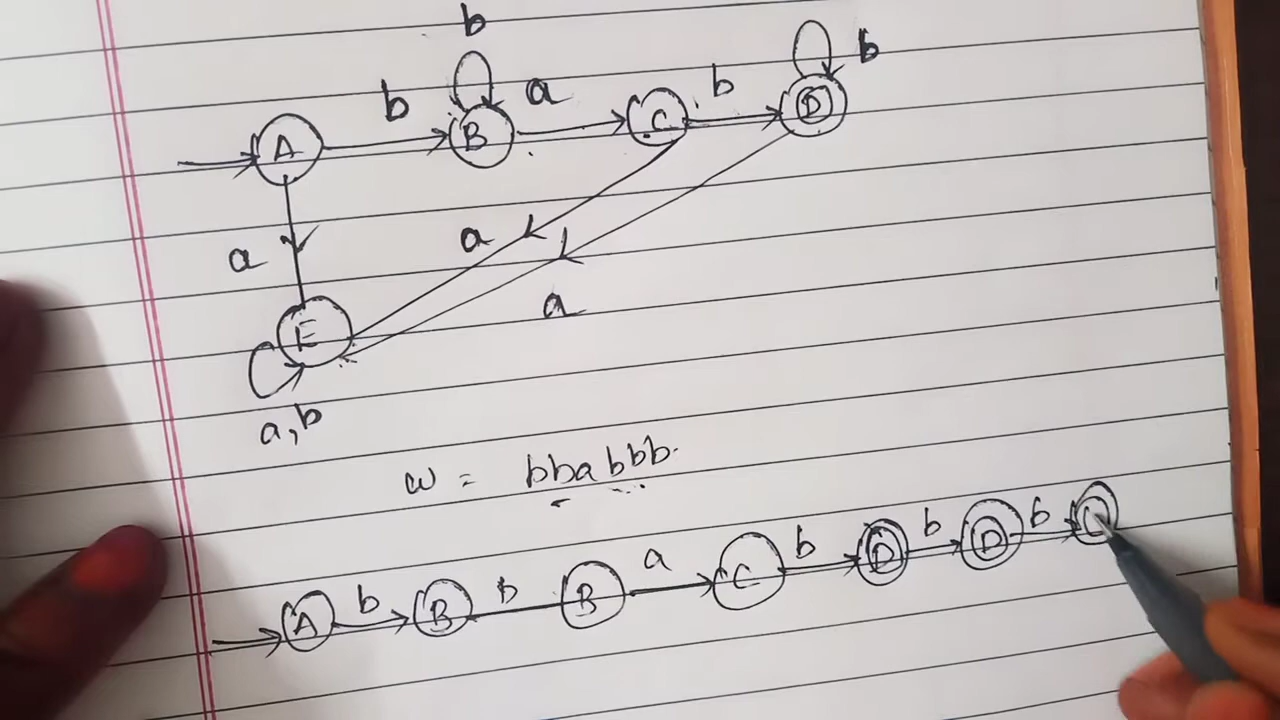 b b
b a b
A B C D
a a
a
E
a,b
w = bbabbb.
b b a b b b
A B B C D D